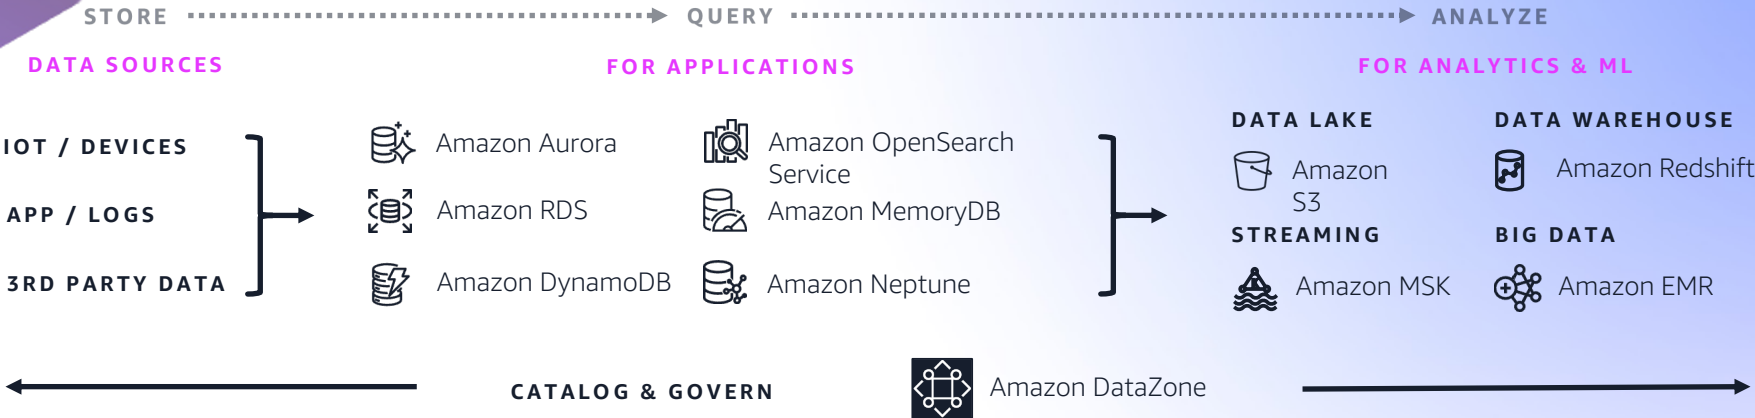 STORE
QUERY
ANALYZE
DATA SOURCES
FOR APPLICATIONS
FOR ANALYTICS & ML
IOT / DEVICES
APP / LOGS
3RD PARTY DATA
Amazon Aurora
Amazon RDS
Amazon DynamoDB
Amazon OpenSearch
Service
Amazon MemoryDB
Amazon Neptune
DATA LAKE
Amazon
S3
DATA WAREHOUSE
Amazon Redshift
STREAMING
Amazon MSK
BIG DATA
Amazon EMR
CATALOG & GOVERN
Amazon DataZone